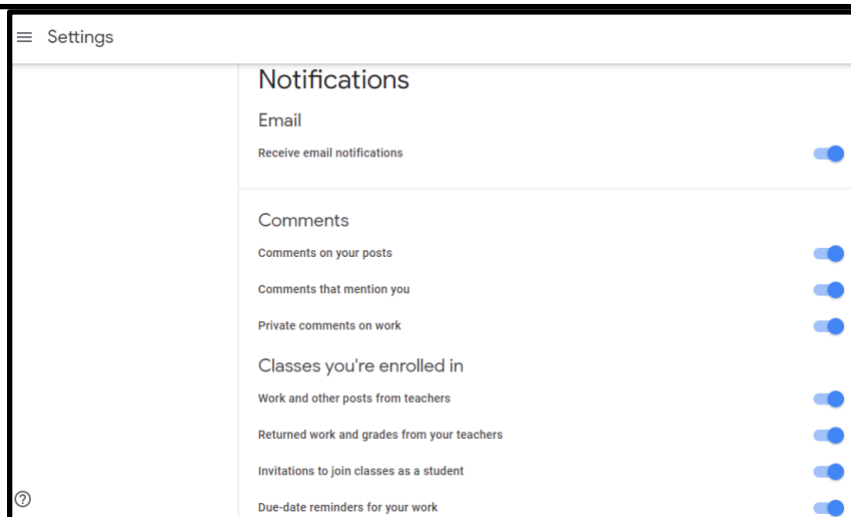 Settings
Notifications
Email
Receive email notifications
Comments
Comments on your posts
Comments that mention you
Private comments on work
Classes you're enrolled in
Work and other posts from teachers
Returned work and grades from your teachers
Invitations to join classes as a student
Due-date reminders for your work